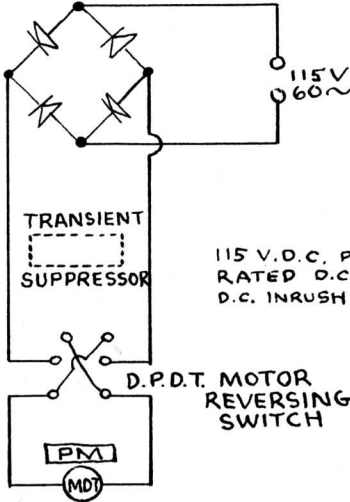 115V
60~
TRANSIENT
SUPPRESSOR
115 V.D.C.
RATED D.C.
D.C. INRUSH
D.P.D.T. MOTOR
REVERSING
SWITCH
PM
MOT